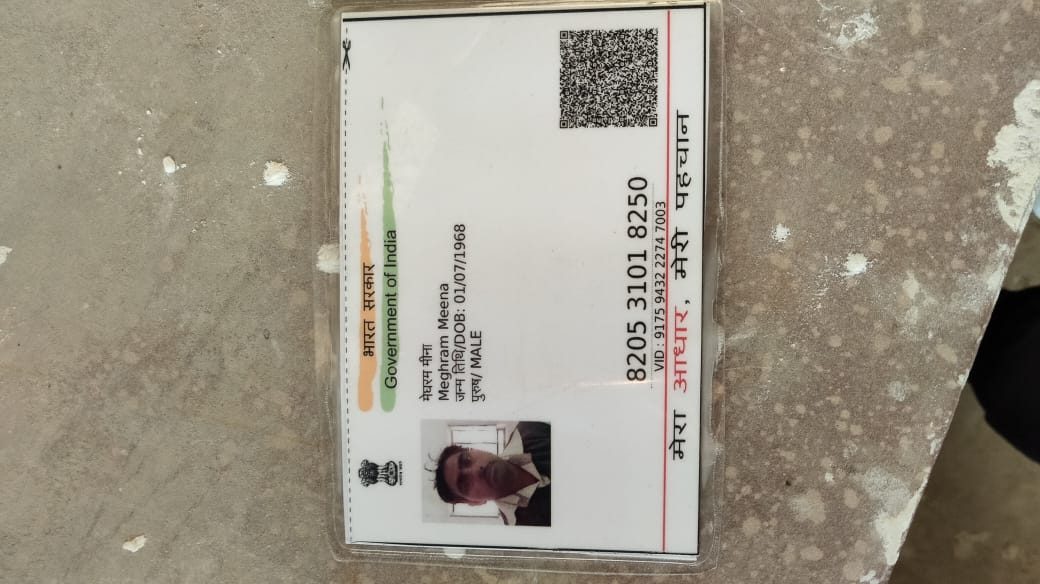 भारत सरकार
Government of India
मेघरम मीना
Meghram Meena
जन्म तिथि/DOB: 01/07/1968
पुरुष/ MALE
8205 3101 8250
VID : 9175 9432 2274 7003
मेरा आधार, मेरी पहचान